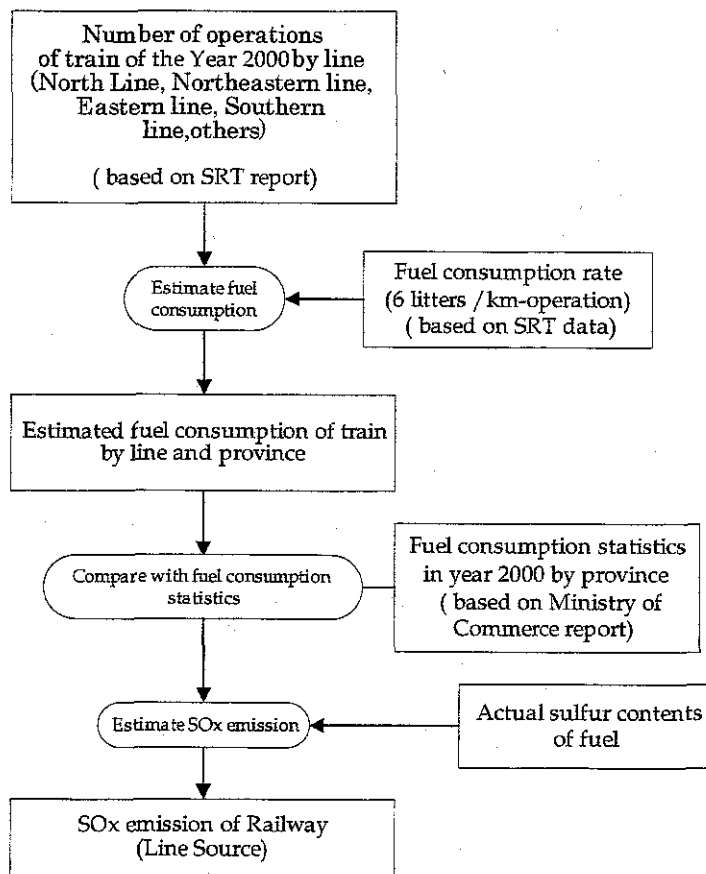 Number of operations
of train of the Year 2000 by line
(North Line, Northeastern line,
Eastern line, Southern
line,others)
( based on SRT report)
Estimate fuel
consumption
Fuel consumption rate
(6 litters /km-operation)
( based on SRT data)
Estimated fuel consumption of train
by line and province
Compare with fuel consumption
statistics
Fuel consumption statistics
in year 2000 by province
( based on Ministry of
Commerce report)
Estimate SOx emission
Actual sulfur contents
of fuel
SOx emission of Railway
(Line Source)